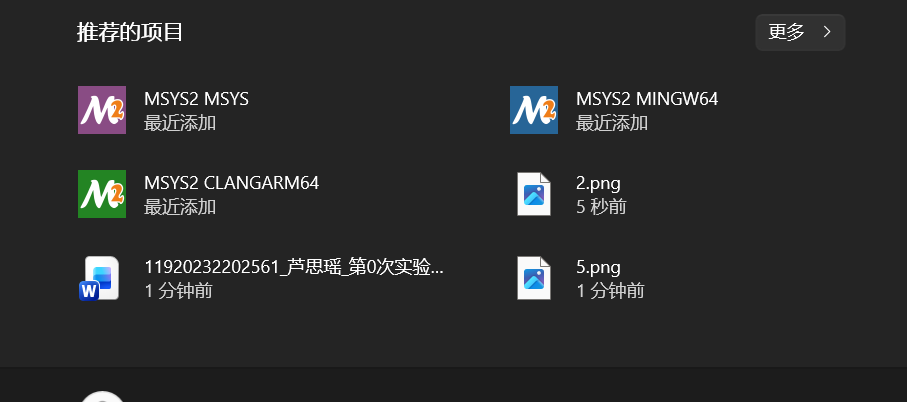 推荐的项目
更多
MSYS2 MSYS
最近添加
MSYS2 MINGW64
最近添加
MSYS2 CLANGARM64
最近添加
2.png
5 秒前
11920232202561_芦思瑶_第0次实验...
1 分钟前
5.png
1 分钟前